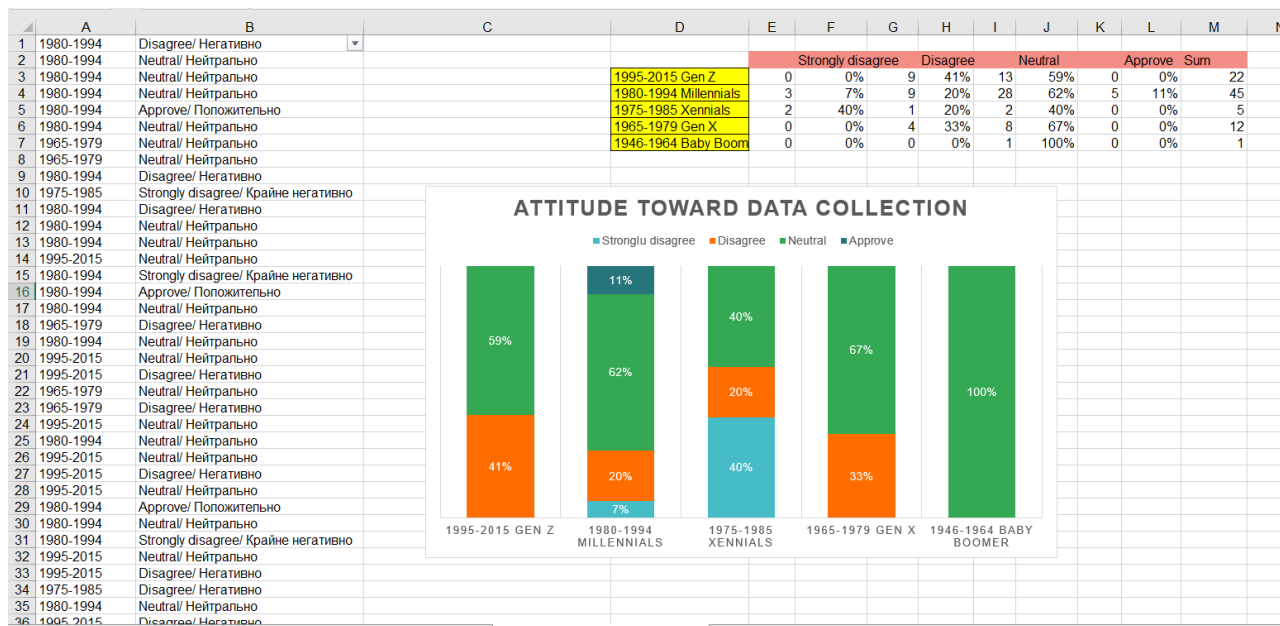 A B C D E F G H I J K L M
1 1980-1994 Disagree/ Негативно
2 1980-1994 Neutral/ Нейтрально Strongly disagree Disagree Neutral Approve Sum
3 1980-1994 Neutral/ Нейтрально 1995-2015 Gen Z 0 0% 9 41% 13 59% 0 0% 22
4 1980-1994 Neutral/ Нейтрально 1980-1994 Millennials 3 7% 9 20% 28 62% 5 11% 45
5 1980-1994 Approve/ Положительно 1975-1985 Xennials 2 40% 1 20% 2 40% 0 0% 5
6 1980-1994 Neutral/ Нейтрально 1965-1979 Gen X 0 0% 4 33% 8 67% 0 0% 12
7 1965-1979 Neutral/ Нейтрально 1946-1964 Baby Boom 0 0% 0 0% 1 100% 0 0% 1
8 1965-1979 Neutral/ Нейтрально
9 1980-1994 Disagree/ Негативно
10 1975-1985 Strongly disagree/ Крайне негативно
11 1980-1994 Disagree/ Негативно
12 1980-1994 Neutral/ Нейтрально
13 1980-1994 Neutral/ Нейтрально
14 1995-2015 Neutral/ Нейтрально
15 1980-1994 Strongly disagree/ Крайне негативно
16 1980-1994 Approve/ Положительно
17 1980-1994 Neutral/ Нейтрально
18 1965-1979 Disagree/ Негативно
19 1980-1994 Neutral/ Нейтрально
20 1995-2015 Neutral/ Нейтрально
21 1995-2015 Disagree/ Негативно
22 1965-1979 Neutral/ Нейтрально
23 1965-1979 Disagree/ Негативно
24 1995-2015 Neutral/ Нейтрально
25 1980-1994 Neutral/ Нейтрально
26 1995-2015 Neutral/ Нейтрально
27 1995-2015 Disagree/ Негативно
28 1995-2015 Neutral/ Нейтрально
29 1980-1994 Approve/ Положительно
30 1980-1994 Neutral/ Нейтрально
31 1980-1994 Strongly disagree/ Крайне негативно
32 1995-2015 Neutral/ Нейтрально
33 1995-2015 Disagree/ Негативно
34 1975-1985 Disagree/ Негативно
35 1980-1994 Neutral/ Нейтрально
36 1995-2015 Disagree/ Негативно
ATTITUDE TOWARD DATA COLLECTION
Stronglu disagree Disagree Neutral Approve
11%
40%
59%
67%
62%
20%
100%
41%
40%
20%
33%
7%
1995-2015 GEN Z
1980-1994
MILLENNIALS
1975-1985
XENNIALS
1965-1979 GEN X
1946-1964 BABY
BOOMER